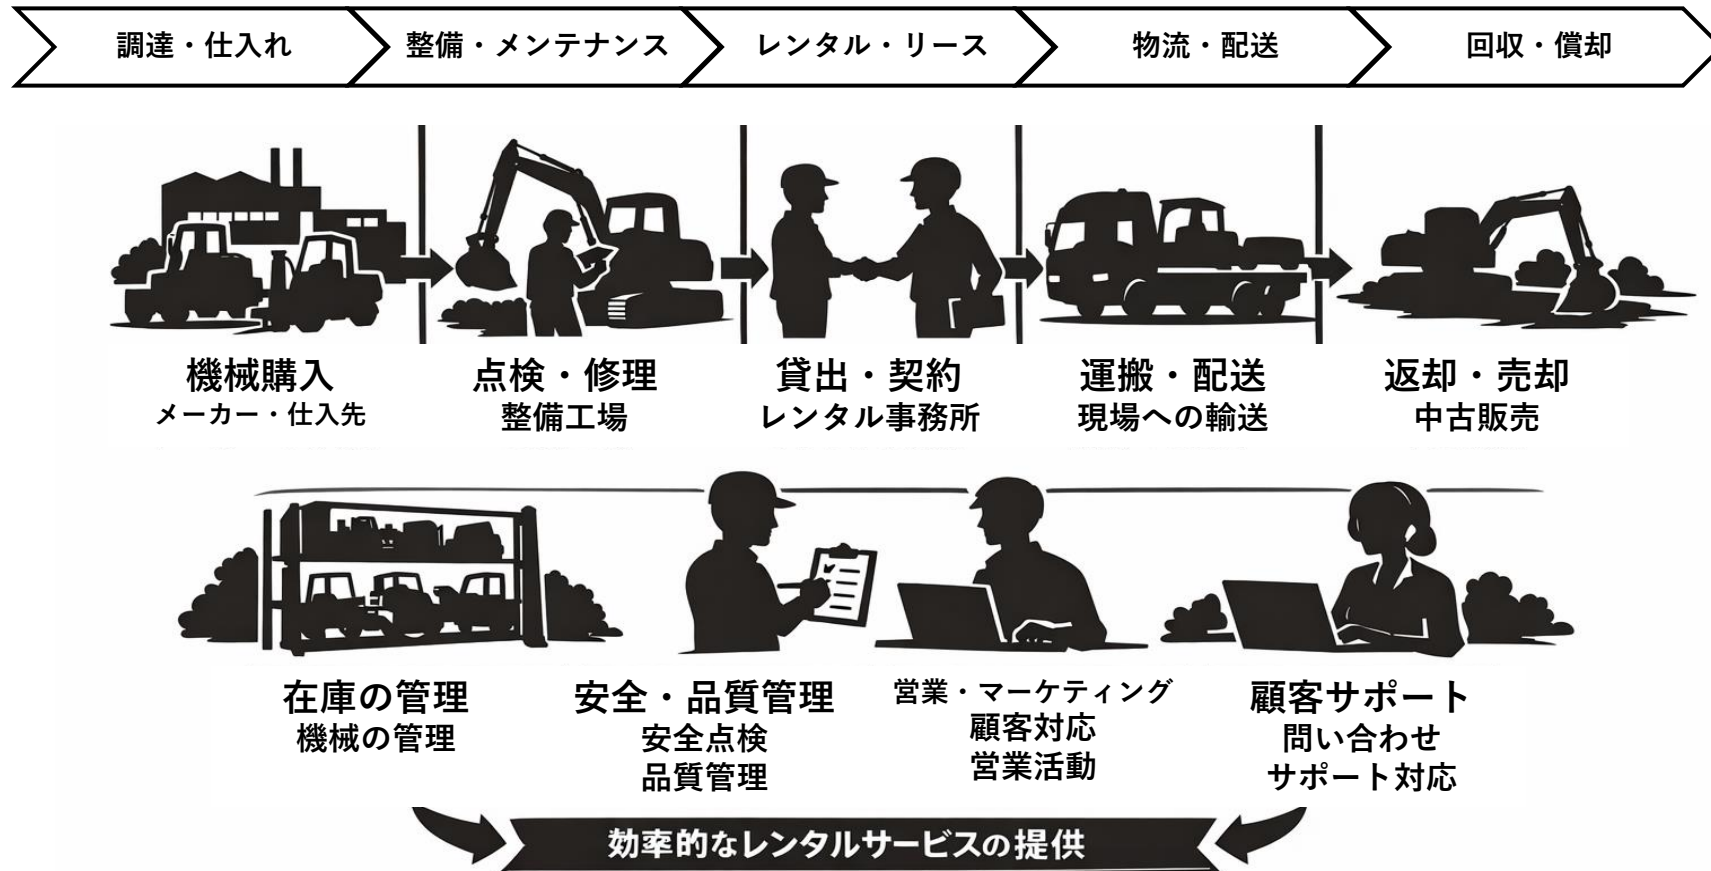 調達・仕入れ
整備・メンテナンス
レンタル・リース
物流・配送
回収・償却
機械購入
メーカー・仕入先
点検・修理
整備工場
貸出・契約
レンタル事務所
運搬・配送
現場への輸送
返却・売却
中古販売
在庫の管理
機械の管理
安全・品質管理
安全点検
品質管理
営業・マーケティング
顧客対応
営業活動
顧客サポート
問い合わせ
サポート対応
効率的なレンタルサービスの提供